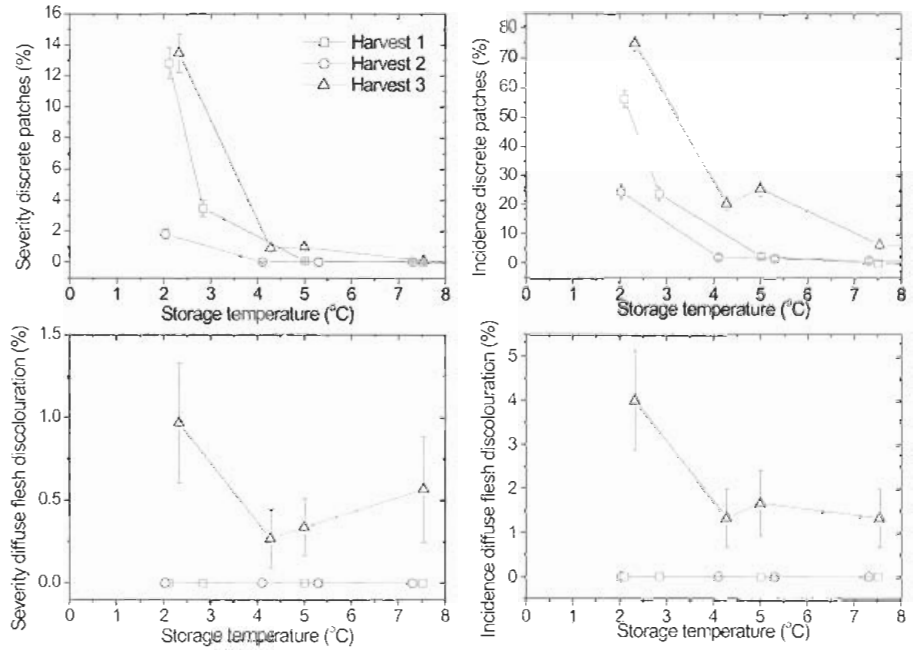 Severity discrete patches (%)
16
14
12
10
8
6
4
2
0
0 1 2 3 4 5 6 7 8
Storage temperature (°C)
Harvest 1
Harvest 2
Harvest 3
Incidence discrete patches (%)
85
80
70
60
50
40
30
20
10
0
0 1 2 3 4 5 6 7 8
Storage temperature (°C)
Severity diffuse flesh discolouration (%)
1.5
1.0
0.5
0.0
0 1 2 3 4 5 6 7 8
Storage tempe (°C)
Incidence diffuse flesh discolouration (%)
5
4
3
2
1
0
0 1 2 3 4 5 6 7 8
Storage temperature (°C)